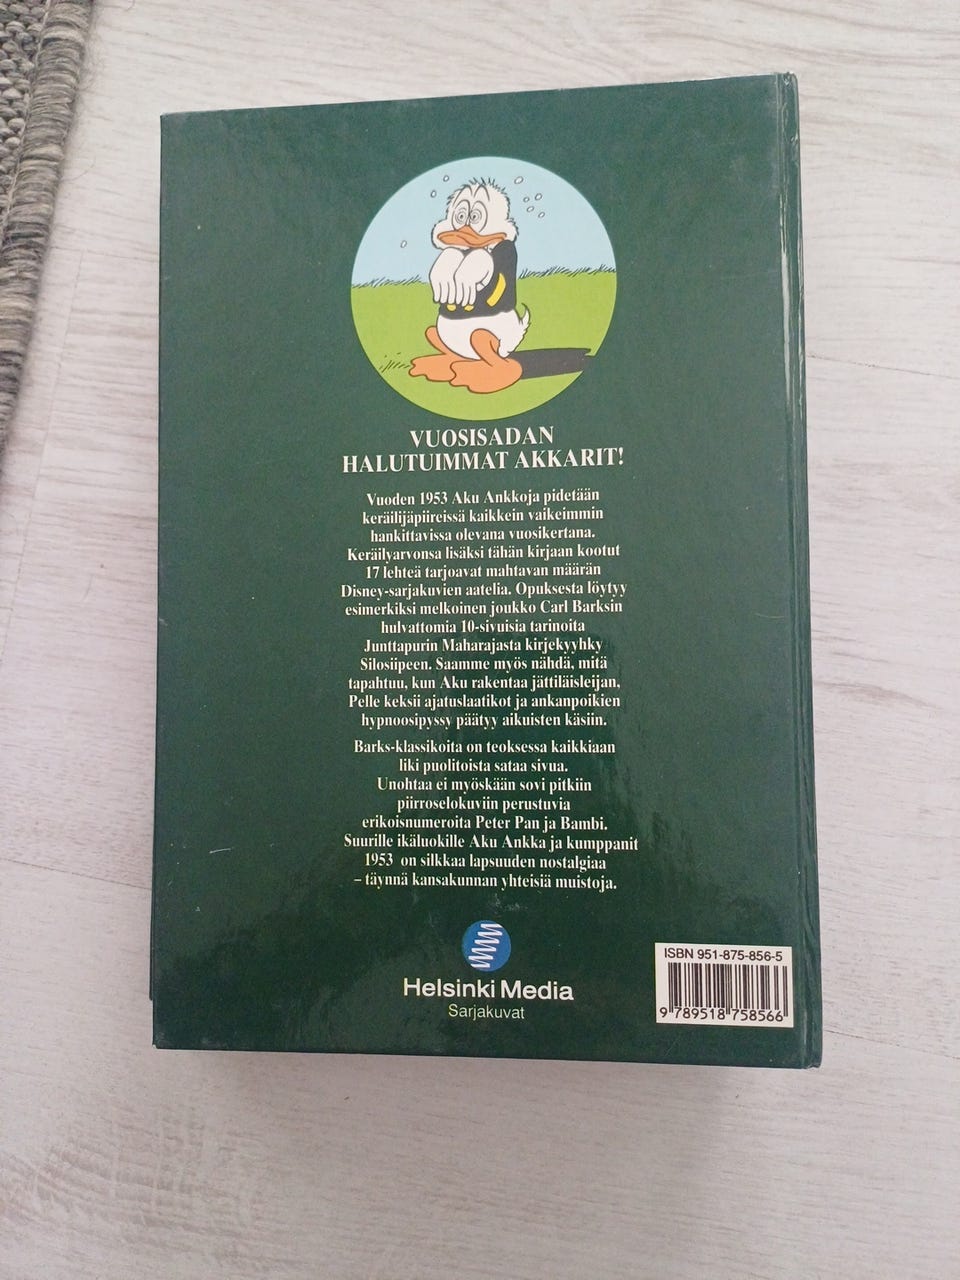 VUOSISADAN
HALUTUIMMAT AKKARIT!
Vuoden 1953 Aku Ankkoja pidetään
keräilijäpiireissä kaikkein vaikeimmin
hankittavissa olevana vuosikertana.
Keräilyarvonsa lisäksi tähän kirjaan kootut
17 lehteä tarjoavat mahtavan määrän
Disney-sarjakuvien aatelia. Opuksesta löytyy
esimerkiksi melkoinen joukko Carl Barksin
hulvattomia 10-sivuisia tarinoita
Junttapurin Maharajasta kirjekyyhky
Silosiipeen. Saamme myös nähdä, mitä
tapahtuu, kun Aku rakentaa jättiläisleijan,
Pelle keksii ajatuslaatikot ja ankanpoikien
hypnoosipyssy päätyy aikuisten käsiin.
Barks-klassikoita on teoksessa kaikkiaan
liki puolitoista sataa sivua.
Unohtaa ei myöskään sovi pitkiin
piirroselokuviin perustuvia
erikoisnumeroita Peter Pan ja Bambi.
Suurille ikäluokille Aku Ankka ja kumppanit
1953 on silkkaa lapsuuden nostalgiaa
– täynnä kansakunnan yhteisiä muistoja.
Helsinki Media
Sarjakuvat
ISBN 951-875-856-5
9 789518 758566